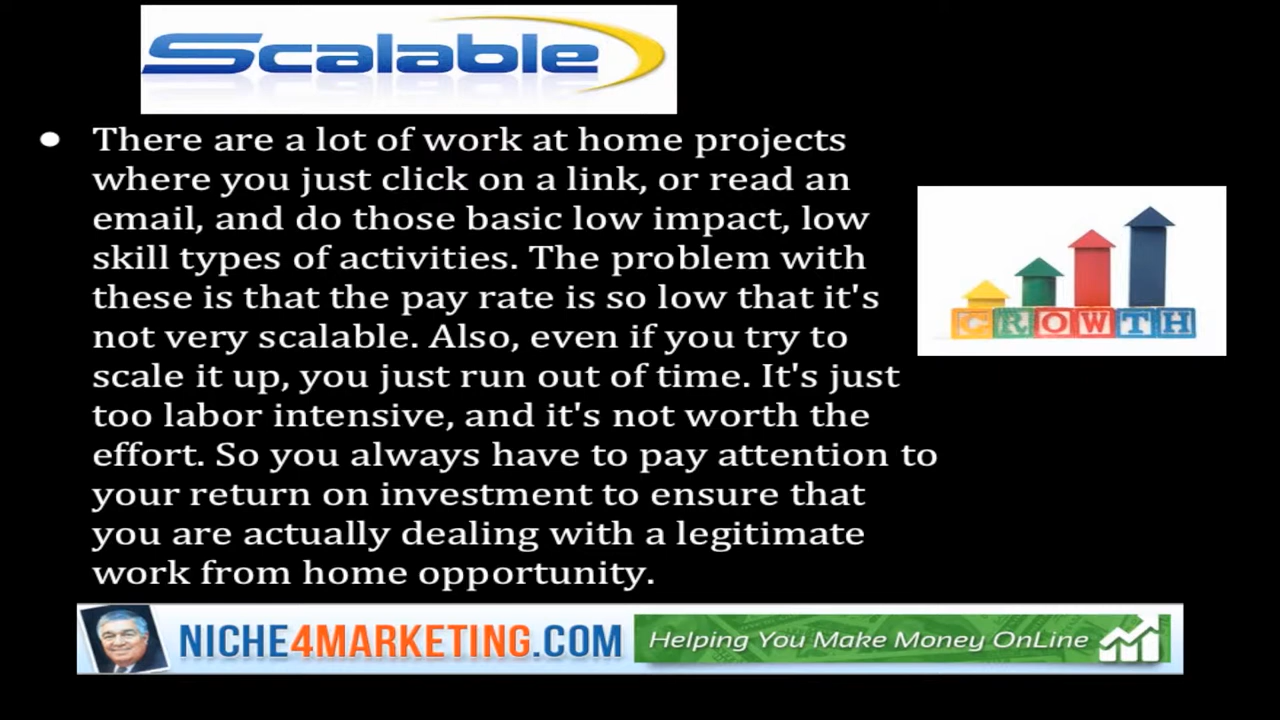 Scalable
• There are a lot of work at home projects
where you just click on a link, or read an
email, and do those basic low impact, low
skill types of activities. The problem with
these is that the pay rate is so low that it's
not very scalable. Also, even if you try to
scale it up, you just run out of time. It's just
too labor intensive, and it's not worth the
effort. So you always have to pay attention to
your return on investment to ensure that
you are actually dealing with a legitimate
work from home opportunity.
GROWTH
NICHE4MARKETING.COM Helping You Make Money OnLine